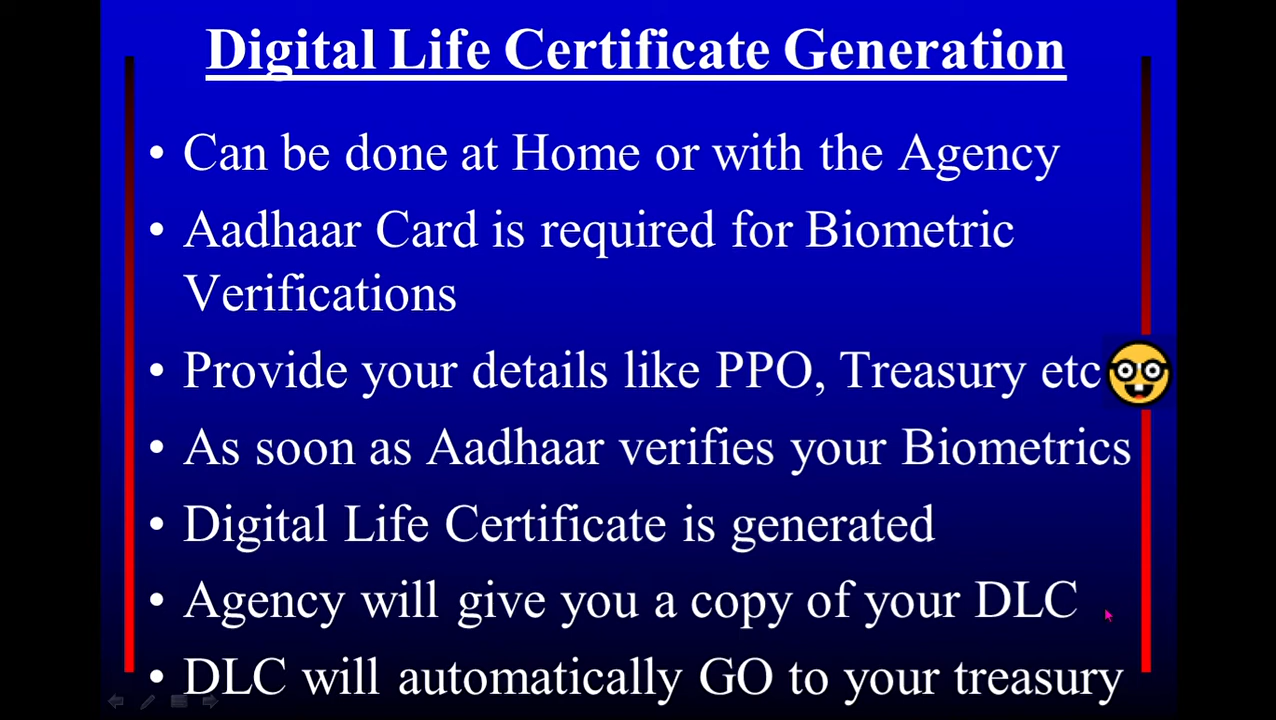 Digital Life Certificate Generation
• Can be done at Home or with the Agency
• Aadhaar Card is required for Biometric
Verifications
• Provide your details like PPO, Treasury etc
• As soon as Aadhaar verifies your Biometrics
• Digital Life Certificate is generated
• Agency will give you a copy of your DLC
• DLC will automatically GO to your treasury